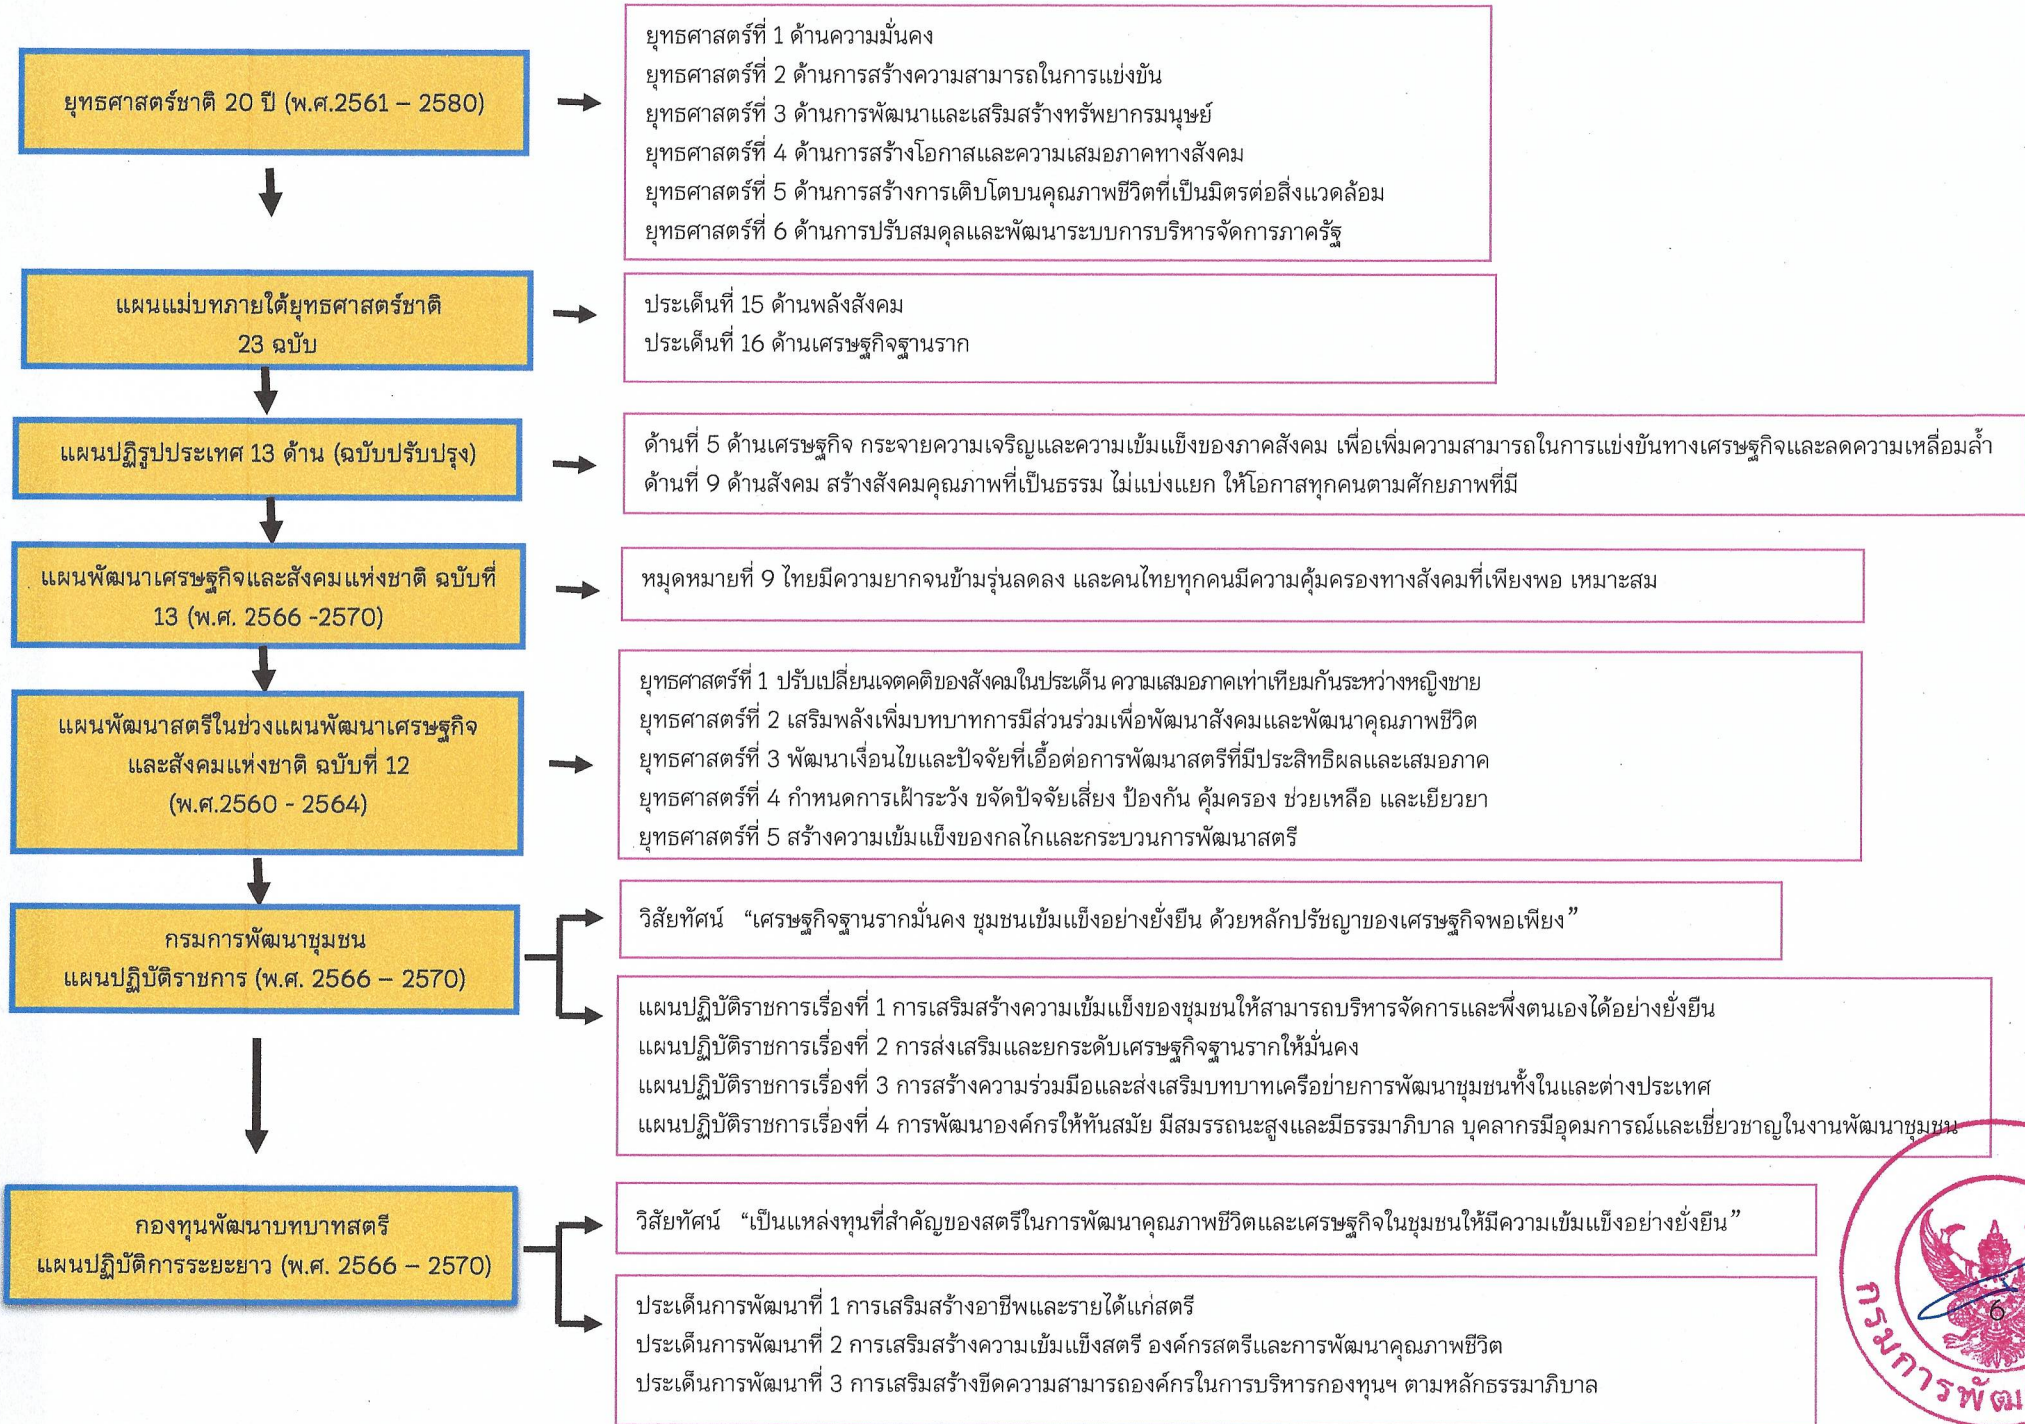 ยุทธศาสตร์ชาติ 20 ปี (พ.ศ.2561 – 2580)
ยุทธศาสตร์ที่ 1 ด้านความมั่นคง
ยุทธศาสตร์ที่ 2 ด้านการสร้างความสามารถในการแข่งขัน
ยุทธศาสตร์ที่ 3 ด้านการพัฒนาและเสริมสร้างทรัพยากรมนุษย์
ยุทธศาสตร์ที่ 4 ด้านการสร้างโอกาสและความเสมอภาคทางสังคม
ยุทธศาสตร์ที่ 5 ด้านการสร้างการเติบโตบนคุณภาพชีวิตที่เป็นมิตรต่อสิ่งแวดล้อม
ยุทธศาสตร์ที่ 6 ด้านการปรับสมดุลและพัฒนาระบบการบริหารจัดการภาครัฐ
แผนแม่บทภายใต้ยุทธศาสตร์ชาติ
23 ฉบับ
ประเด็นที่ 15 ด้านพลังสังคม
ประเด็นที่ 16 ด้านเศรษฐกิจฐานราก
แผนปฏิรูปประเทศ 13 ด้าน (ฉบับปรับปรุง)
ด้านที่ 5 ด้านเศรษฐกิจ กระจายความเจริญและความเข้มแข็งของภาคสังคม เพื่อเพิ่มความสามารถในการแข่งขันทางเศรษฐกิจและลดความเหลื่อมล้ำ
ด้านที่ 9 ด้านสังคม สร้างสังคมคุณภาพที่เป็นธรรม ไม่แบ่งแยก ให้โอกาสทุกคนตามศักยภาพที่มี
แผนพัฒนาเศรษฐกิจและสังคมแห่งชาติ ฉบับที่
13 (พ.ศ. 2566 -2570)
หมุดหมายที่ 9 ไทยมีความยากจนข้ามรุ่นลดลง และคนไทยทุกคนมีความคุ้มครองทางสังคมที่เพียงพอ เหมาะสม
แผนพัฒนาสตรีในช่วงแผนพัฒนาเศรษฐกิจ
และสังคมแห่งชาติ ฉบับที่ 12
(พ.ศ.2560 - 2564)
ยุทธศาสตร์ที่ 1 ปรับเปลี่ยนเจตคติของสังคมในประเด็น ความเสมอภาคเท่าเทียมกันระหว่างหญิงชาย
ยุทธศาสตร์ที่ 2 เสริมพลังเพิ่มบทบาทการมีส่วนร่วมเพื่อพัฒนาสังคมและพัฒนาคุณภาพชีวิต
ยุทธศาสตร์ที่ 3 พัฒนาเงื่อนไขและปัจจัยที่เอื้อต่อการพัฒนาสตรีที่มีประสิทธิผลและเสมอภาค
ยุทธศาสตร์ที่ 4 กำหนดการเฝ้าระวัง ขจัดปัจจัยเสี่ยง ป้องกัน คุ้มครอง ช่วยเหลือ และเยียวยา
ยุทธศาสตร์ที่ 5 สร้างความเข้มแข็งของกลไกและกระบวนการพัฒนาสตรี
กรมการพัฒนาชุมชน
แผนปฏิบัติราชการ (พ.ศ. 2566 – 2570)
วิสัยทัศน์ “เศรษฐกิจฐานรากมั่นคง ชุมชนเข้มแข็งอย่างยั่งยืน ด้วยหลักปรัชญาของเศรษฐกิจพอเพียง”
แผนปฏิบัติราชการเรื่องที่ 1 การเสริมสร้างความเข้มแข็งของชุมชนให้สามารถบริหารจัดการและพึ่งตนเองได้อย่างยั่งยืน
แผนปฏิบัติราชการเรื่องที่ 2 การส่งเสริมและยกระดับเศรษฐกิจฐานรากให้มั่นคง
แผนปฏิบัติราชการเรื่องที่ 3 การสร้างความร่วมมือและส่งเสริมบทบาทเครือข่ายการพัฒนาชุมชนทั้งในและต่างประเทศ
แผนปฏิบัติราชการเรื่องที่ 4 การพัฒนาองค์กรให้ทันสมัย มีสมรรถนะสูงและมีธรรมาภิบาล บุคลากรมีอุดมการณ์และเชี่ยวชาญในงานพัฒนาชุมชน
กองทุนพัฒนาบทบาทสตรี
แผนปฏิบัติการระยะยาว (พ.ศ. 2566 – 2570)
วิสัยทัศน์ “เป็นแหล่งทุนที่สำคัญของสตรีในการพัฒนาคุณภาพชีวิตและเศรษฐกิจในชุมชนให้มีความเข้มแข็งอย่างยั่งยืน”
ประเด็นการพัฒนาที่ 1 การเสริมสร้างอาชีพและรายได้แก่สตรี
ประเด็นการพัฒนาที่ 2 การเสริมสร้างความเข้มแข็งสตรี องค์กรสตรีและการพัฒนาคุณภาพชีวิต
ประเด็นการพัฒนาที่ 3 การเสริมสร้างขีดความสามารถองค์กรในการบริหารกองทุนฯ ตามหลักธรรมาภิบาล
6
กรมการพัฒ